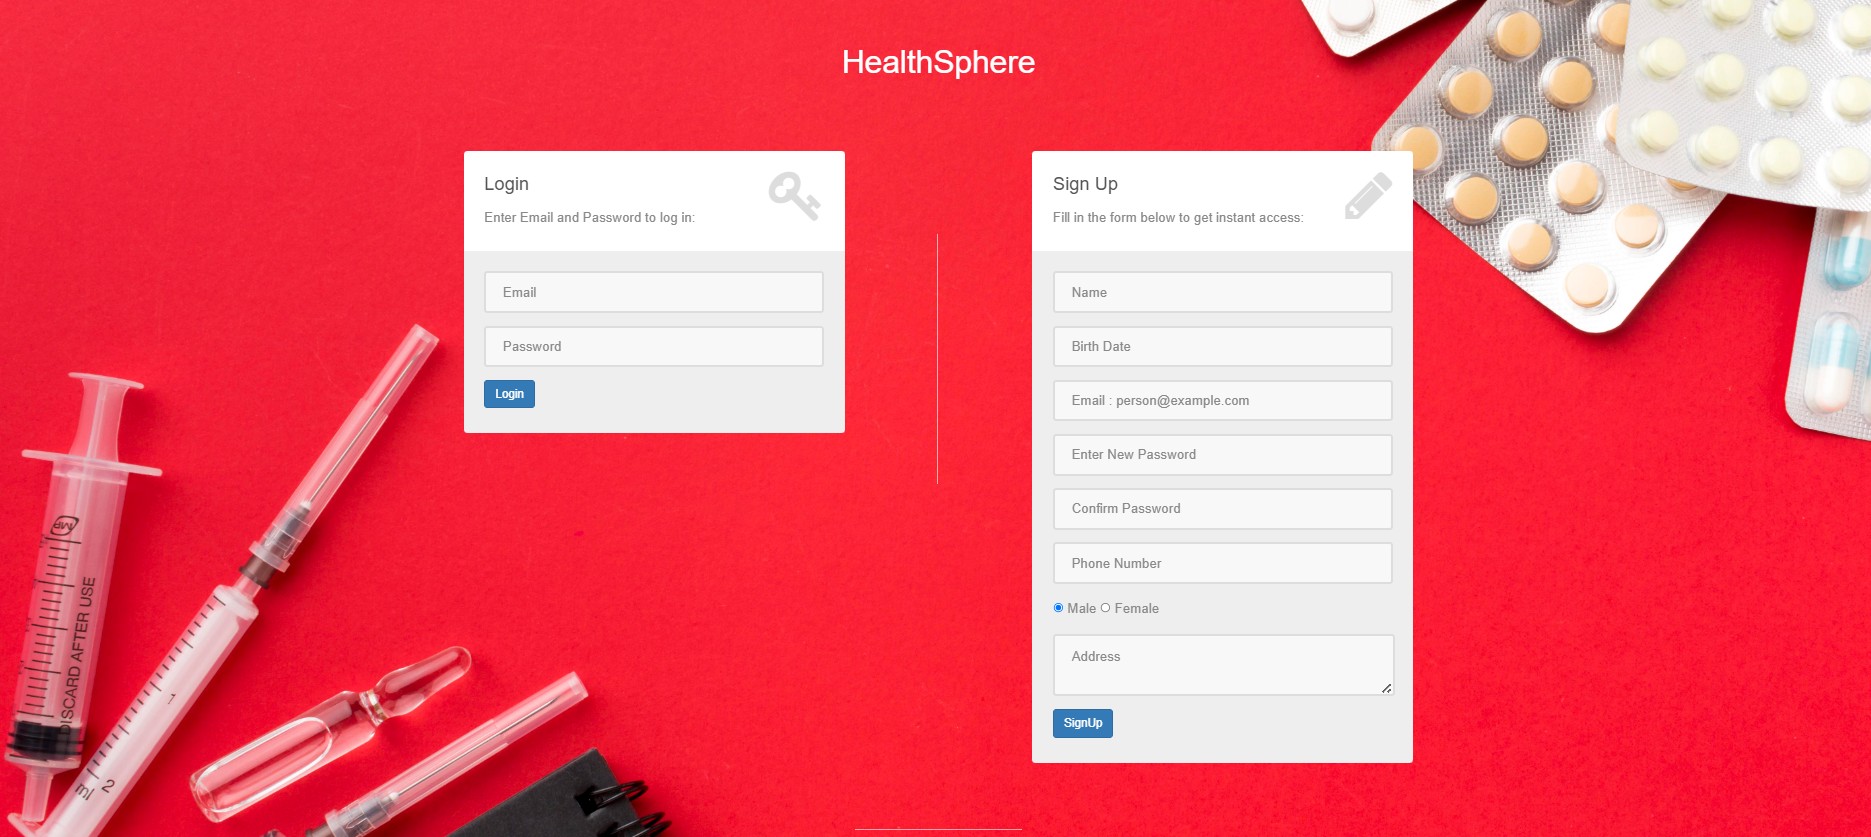 HealthSphere
Login
Enter Email and Password to log in:
Email
Password
Login
Sign Up
Fill in the form below to get instant access:
Name
Birth Date
Email : person@example.com
Enter New Password
Confirm Password
Phone Number
Male Female
Address
SignUp
DISCARD AFTER USE
MR
1
2
ml